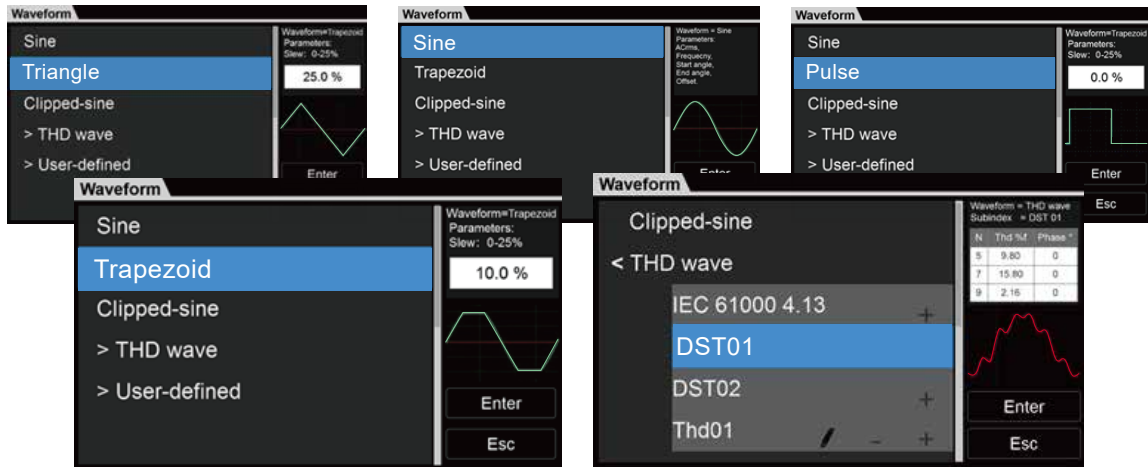 Waveform
Sine
Triangle
Clipped-sine
> THD wave
> User-defined
Waveform=Trapezoid
Parameters:
Slew: 0-25%
25.0 %
Enter
Waveform
Sine
Trapezoid
Clipped-sine
> THD wave
> User-defined
Waveform = Sine
Parameters:
ACrms,
Frequecny,
Start angle,
End angle,
Offset.
Enter
Waveform
Sine
Pulse
Clipped-sine
> THD wave
> User-defined
Waveform=Trapezoid
Parameters:
Slew: 0-25%
0.0 %
Enter
Esc
Waveform
Sine
Trapezoid
Clipped-sine
> THD wave
> User-defined
Waveform=Trapezoid
Parameters:
Slew: 0-25%
10.0 %
Enter
Esc
Waveform
Clipped-sine
< THD wave
IEC 61000 4.13 +
DST01
DST02 +
Thd01 - +
Waveform = THD wave
Subindex = DST 01
N Thd %f Phase °
5 9.80 0
7 15.80 0
9 2.16 0
Enter
Esc